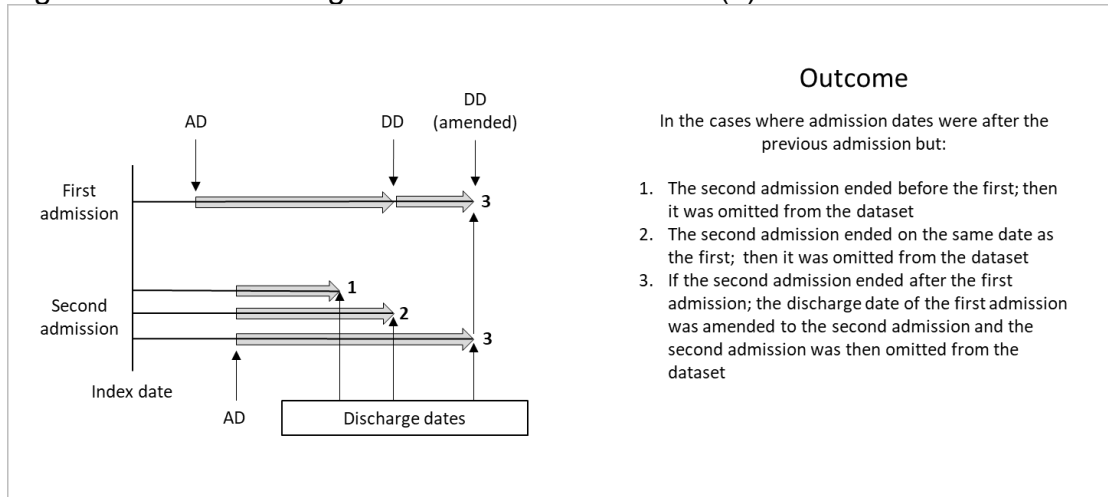 Outcome
In the cases where admission dates were after the
previous admission but:
1. The second admission ended before the first; then
it was omitted from the dataset
2. The second admission ended on the same date as
the first; then it was omitted from the dataset
3. If the second admission ended after the first
admission; the discharge date of the first admission
was amended to the second admission and the
second admission was then omitted from the
dataset
AD
DD
DD
(amended)
First
admission
3
Second
admission
1
2
3
Index date
AD
Discharge dates